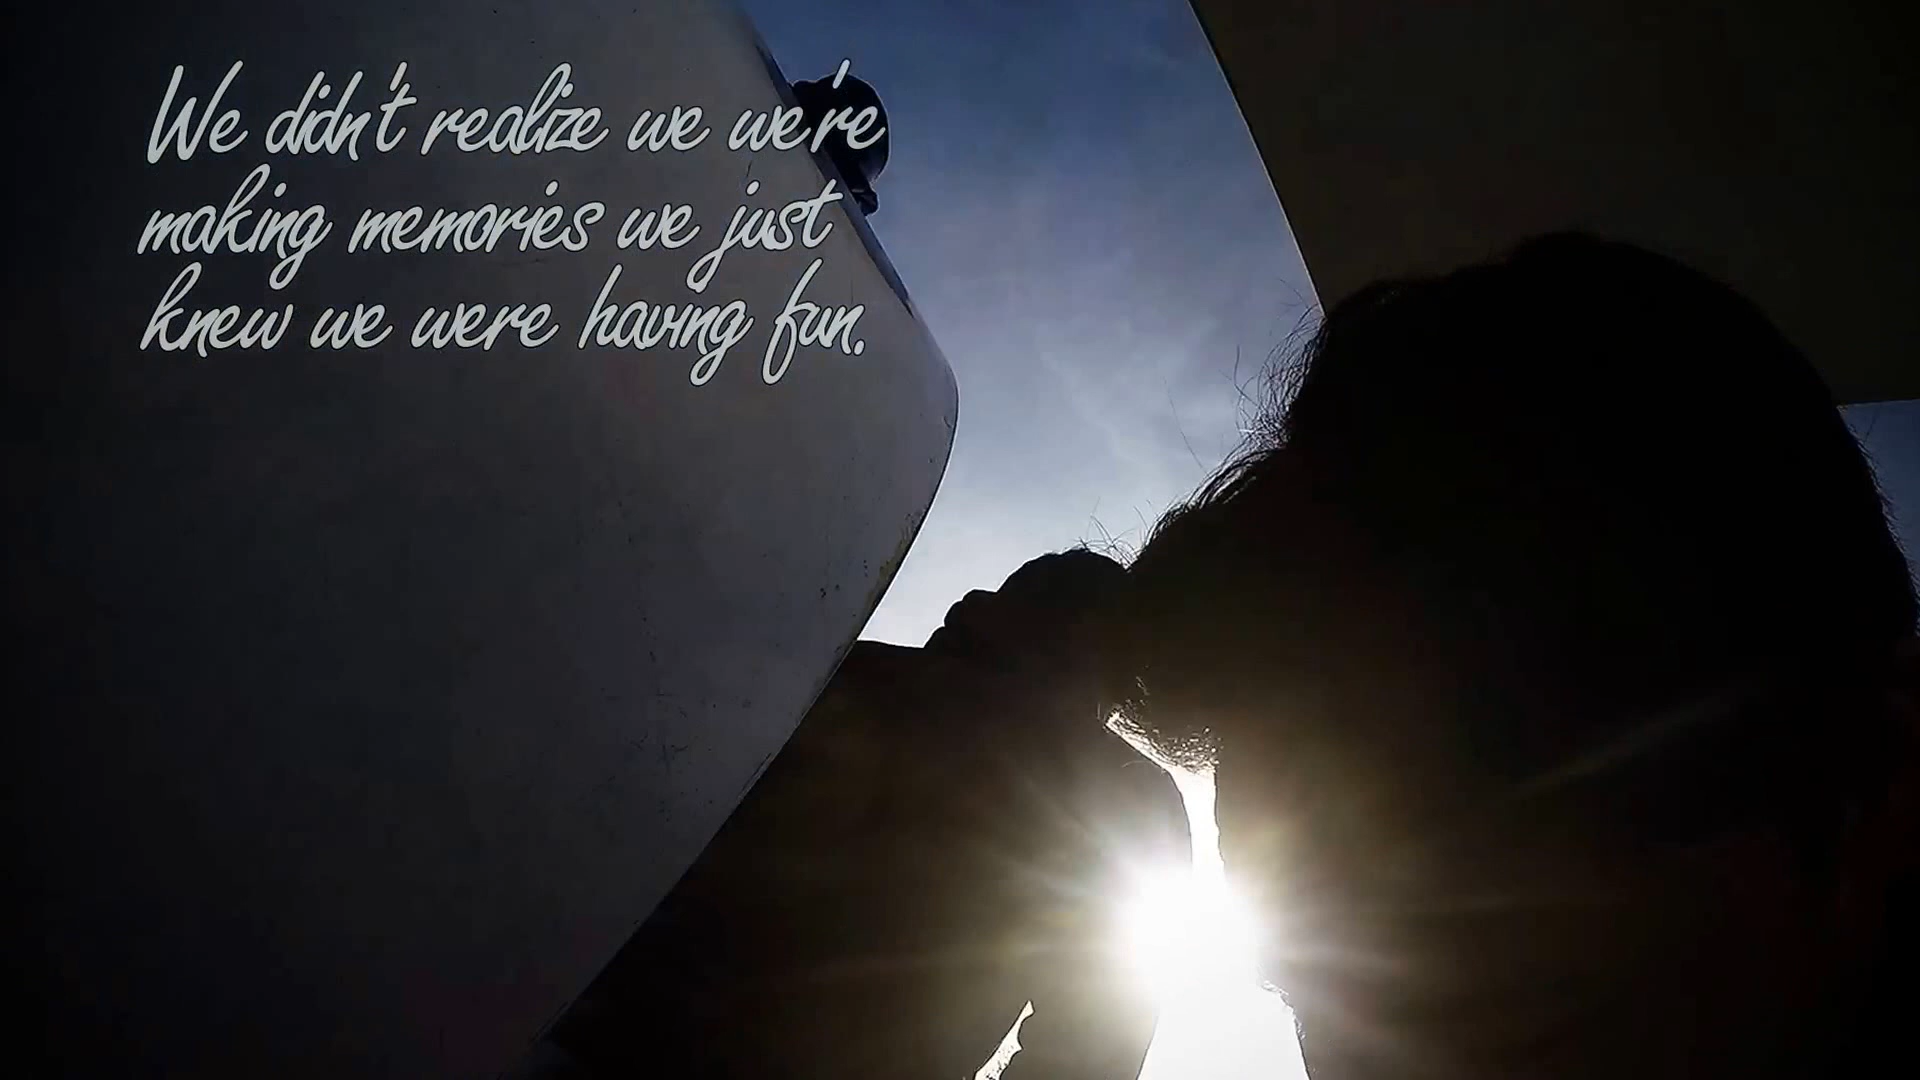 We didn't realize we we're
making memories we just
knew we were having fun.